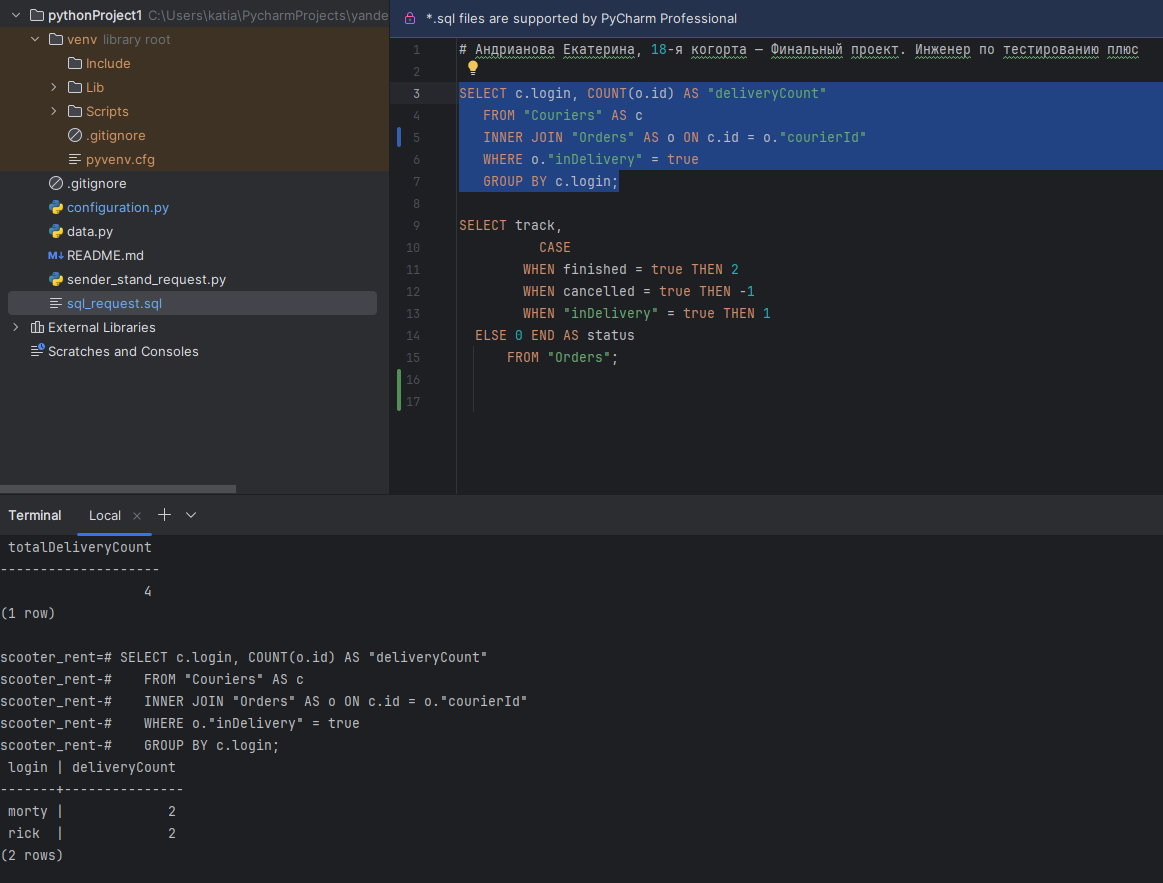 pythonProject1 C:\Users\katia\PycharmProjects\yande
venv library root
Include
Lib
Scripts
.gitignore
pyvenv.cfg
.gitignore
configuration.py
data.py
M↓ README.md
sender_stand_request.py
sql_request.sql
External Libraries
Scratches and Consoles
*.sql files are supported by PyCharm Professional
1 # Андрианова Екатерина, 18-я когорта — Финальный проект. Инженер по тестированию плюс
2
3 SELECT c.login, COUNT(o.id) AS "deliveryCount"
4 FROM "Couriers" AS c
5 INNER JOIN "Orders" AS o ON c.id = o."courierId"
6 WHERE o."inDelivery" = true
7 GROUP BY c.login;
8
9 SELECT track,
10 CASE
11 WHEN finished = true THEN 2
12 WHEN cancelled = true THEN -1
13 WHEN "inDelivery" = true THEN 1
14 ELSE 0 END AS status
15 FROM "Orders";
16
17
Terminal Local
totalDeliveryCount
--------------------
4
(1 row)
scooter_rent=# SELECT c.login, COUNT(o.id) AS "deliveryCount"
scooter_rent-# FROM "Couriers" AS c
scooter_rent-# INNER JOIN "Orders" AS o ON c.id = o."courierId"
scooter_rent-# WHERE o."inDelivery" = true
scooter_rent-# GROUP BY c.login;
login | deliveryCount
-------+---------------
morty | 2
rick | 2
(2 rows)